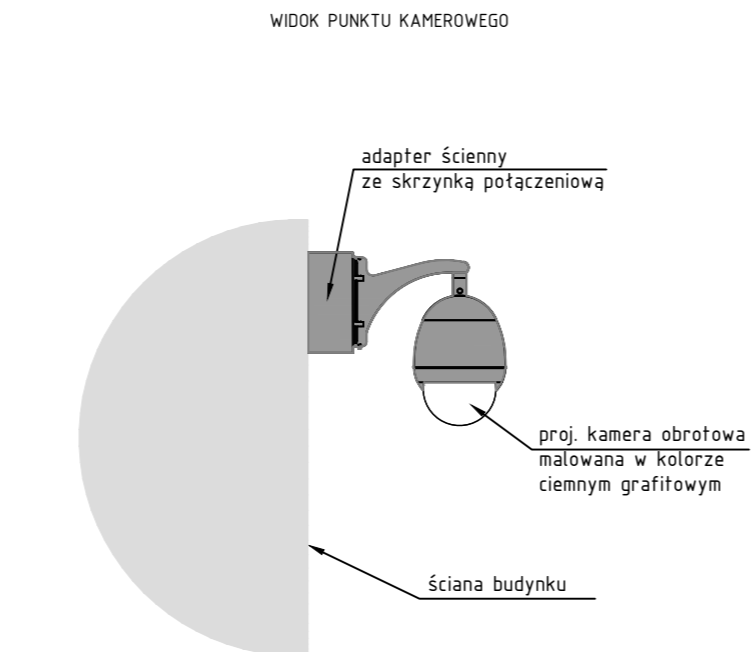 WIDOK PUNKTU KAMEROWEGO
adapter ścienny
ze skrzynką połączeniową
proj. kamera obrotowa
malowana w kolorze
ciemnym grafitowym
ściana budynku